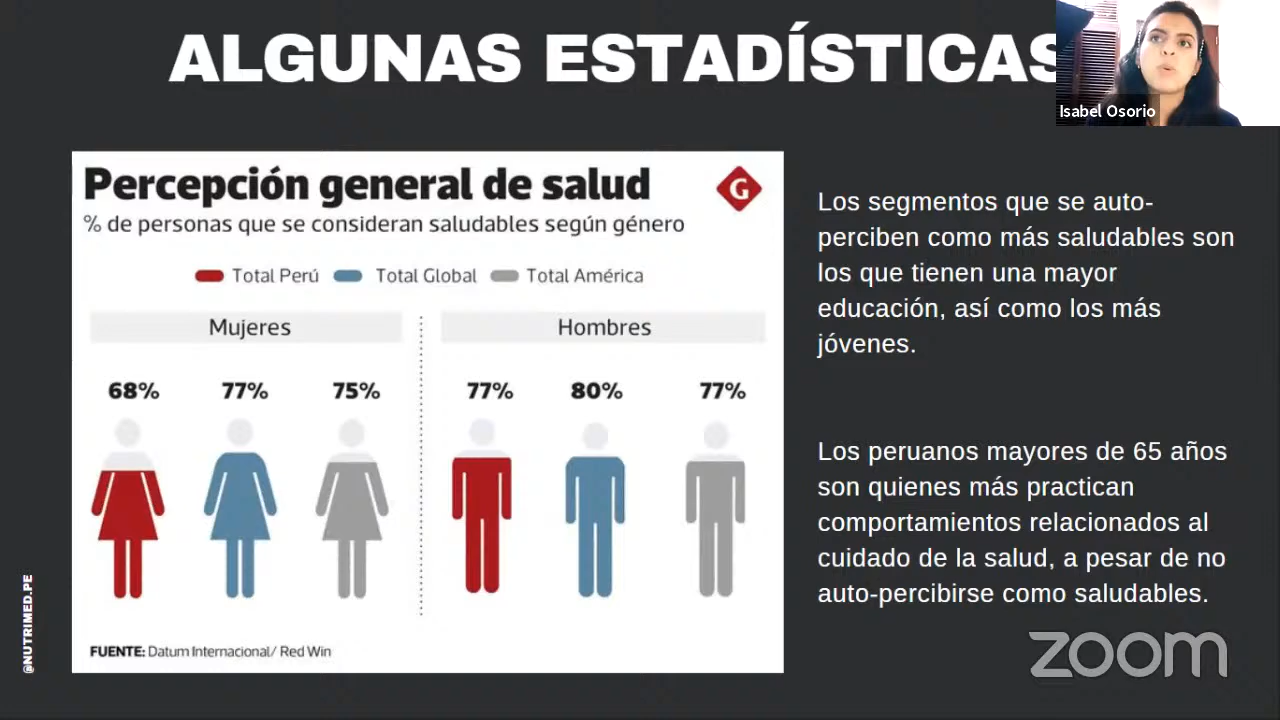 ALGUNAS ESTADÍSTICAS
Isabel Osorio
Percepción general de salud
G
% de personas que se consideran saludables según género
Total Perú Total Global Total América
Mujeres Hombres
68% 77% 75% 77% 80% 77%
FUENTE: Datum Internacional/ Red Win
Los segmentos que se auto-
perciben como más saludables son
los que tienen una mayor
educación, así como los más
jóvenes.
Los peruanos mayores de 65 años
son quienes más practican
comportamientos relacionados al
cuidado de la salud, a pesar de no
auto-percibirse como saludables.
@NUTRIMED.PE
zoom